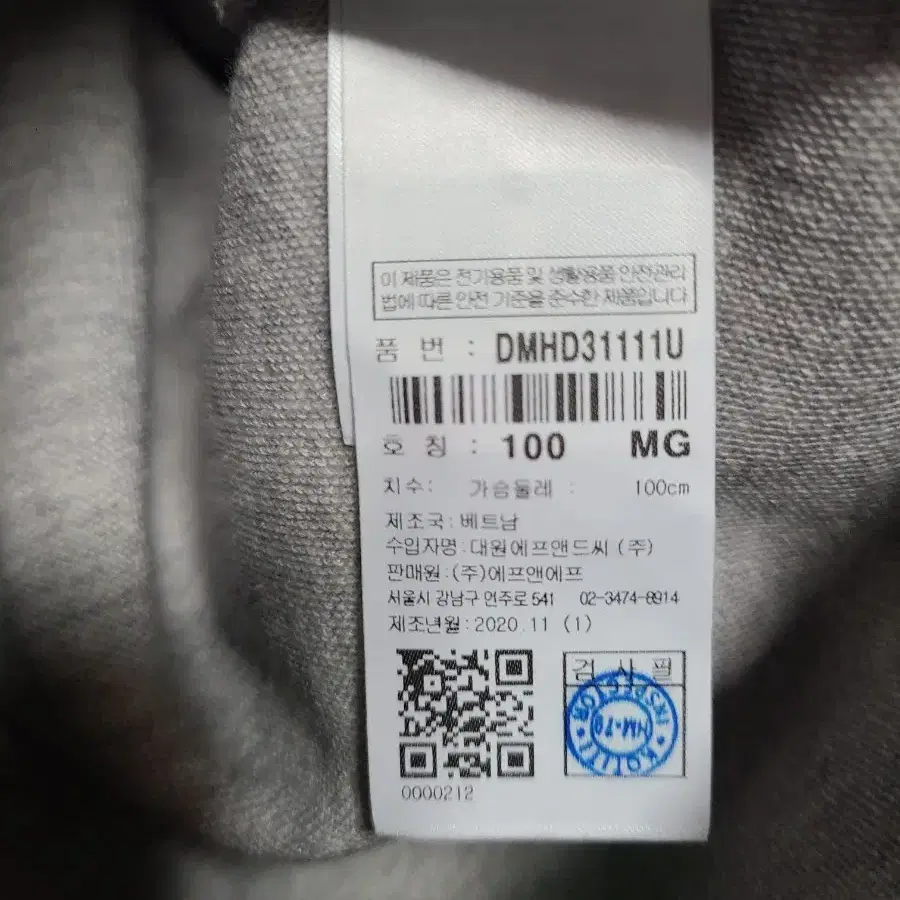 이 제품은 전기용품 및 생활용품 안전관리
법에 따른 안전 기준을 준수한 제품입니다.
품 번 : DMHD31111U
호 칭 : 100 MG
치수: 가슴둘레 : 100cm
제조국: 베트남
수입자명: 대원에프앤드씨 (주)
판매원: (주)에프앤에프
서울시 강남구 언주로 541 02-3474-8914
제조년월: 2020.11 (1)
검 사 필
INSPECTOR
KOTITI
MM-70
0000212